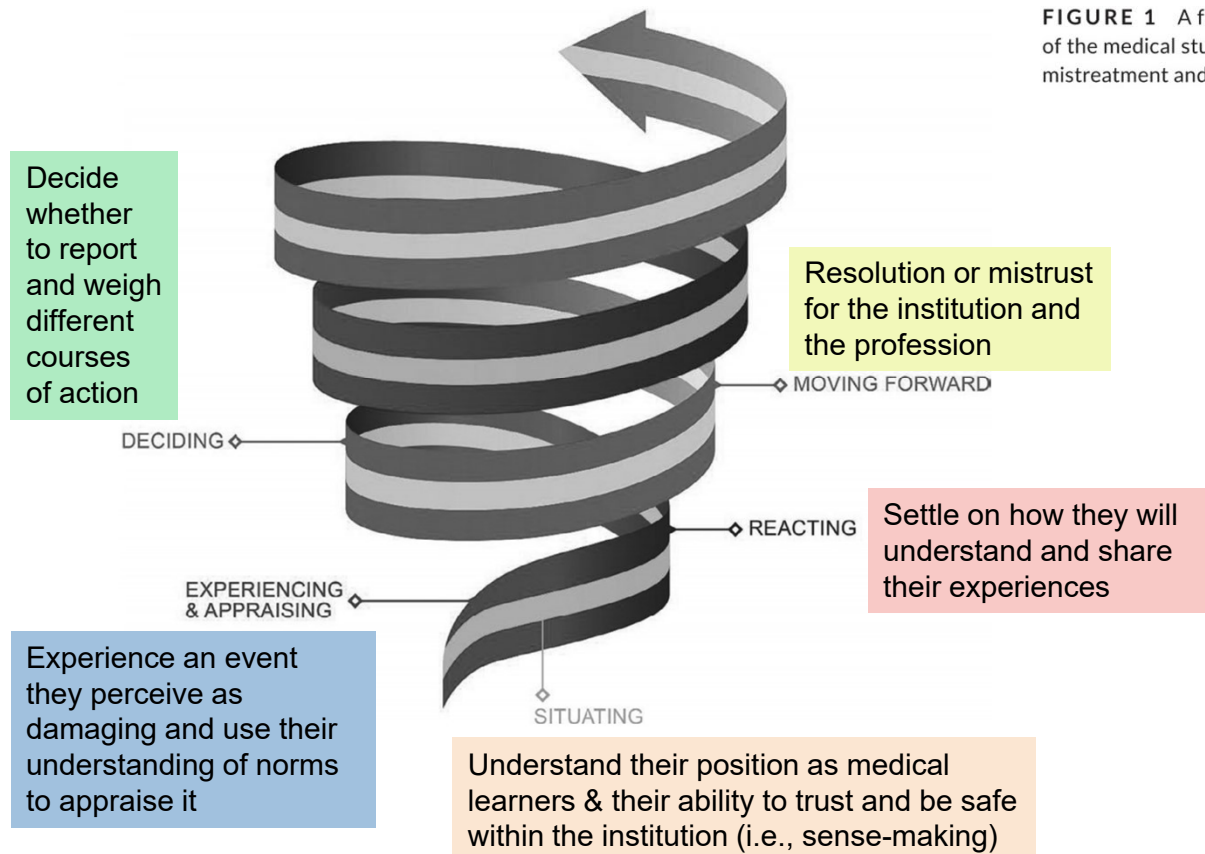 FIGURE 1 A f
of the medical stu
mistreatment and
Decide
whether
to report
and weigh
different
courses
of action
Resolution or mistrust
for the institution and
the profession
MOVING FORWARD
DECIDING
Settle on how they will
understand and share
their experiences
REACTING
EXPERIENCING
& APPRAISING
Experience an event
they perceive as
damaging and use their
understanding of norms
to appraise it
SITUATING
Understand their position as medical
learners & their ability to trust and be safe
within the institution (i.e., sense-making)